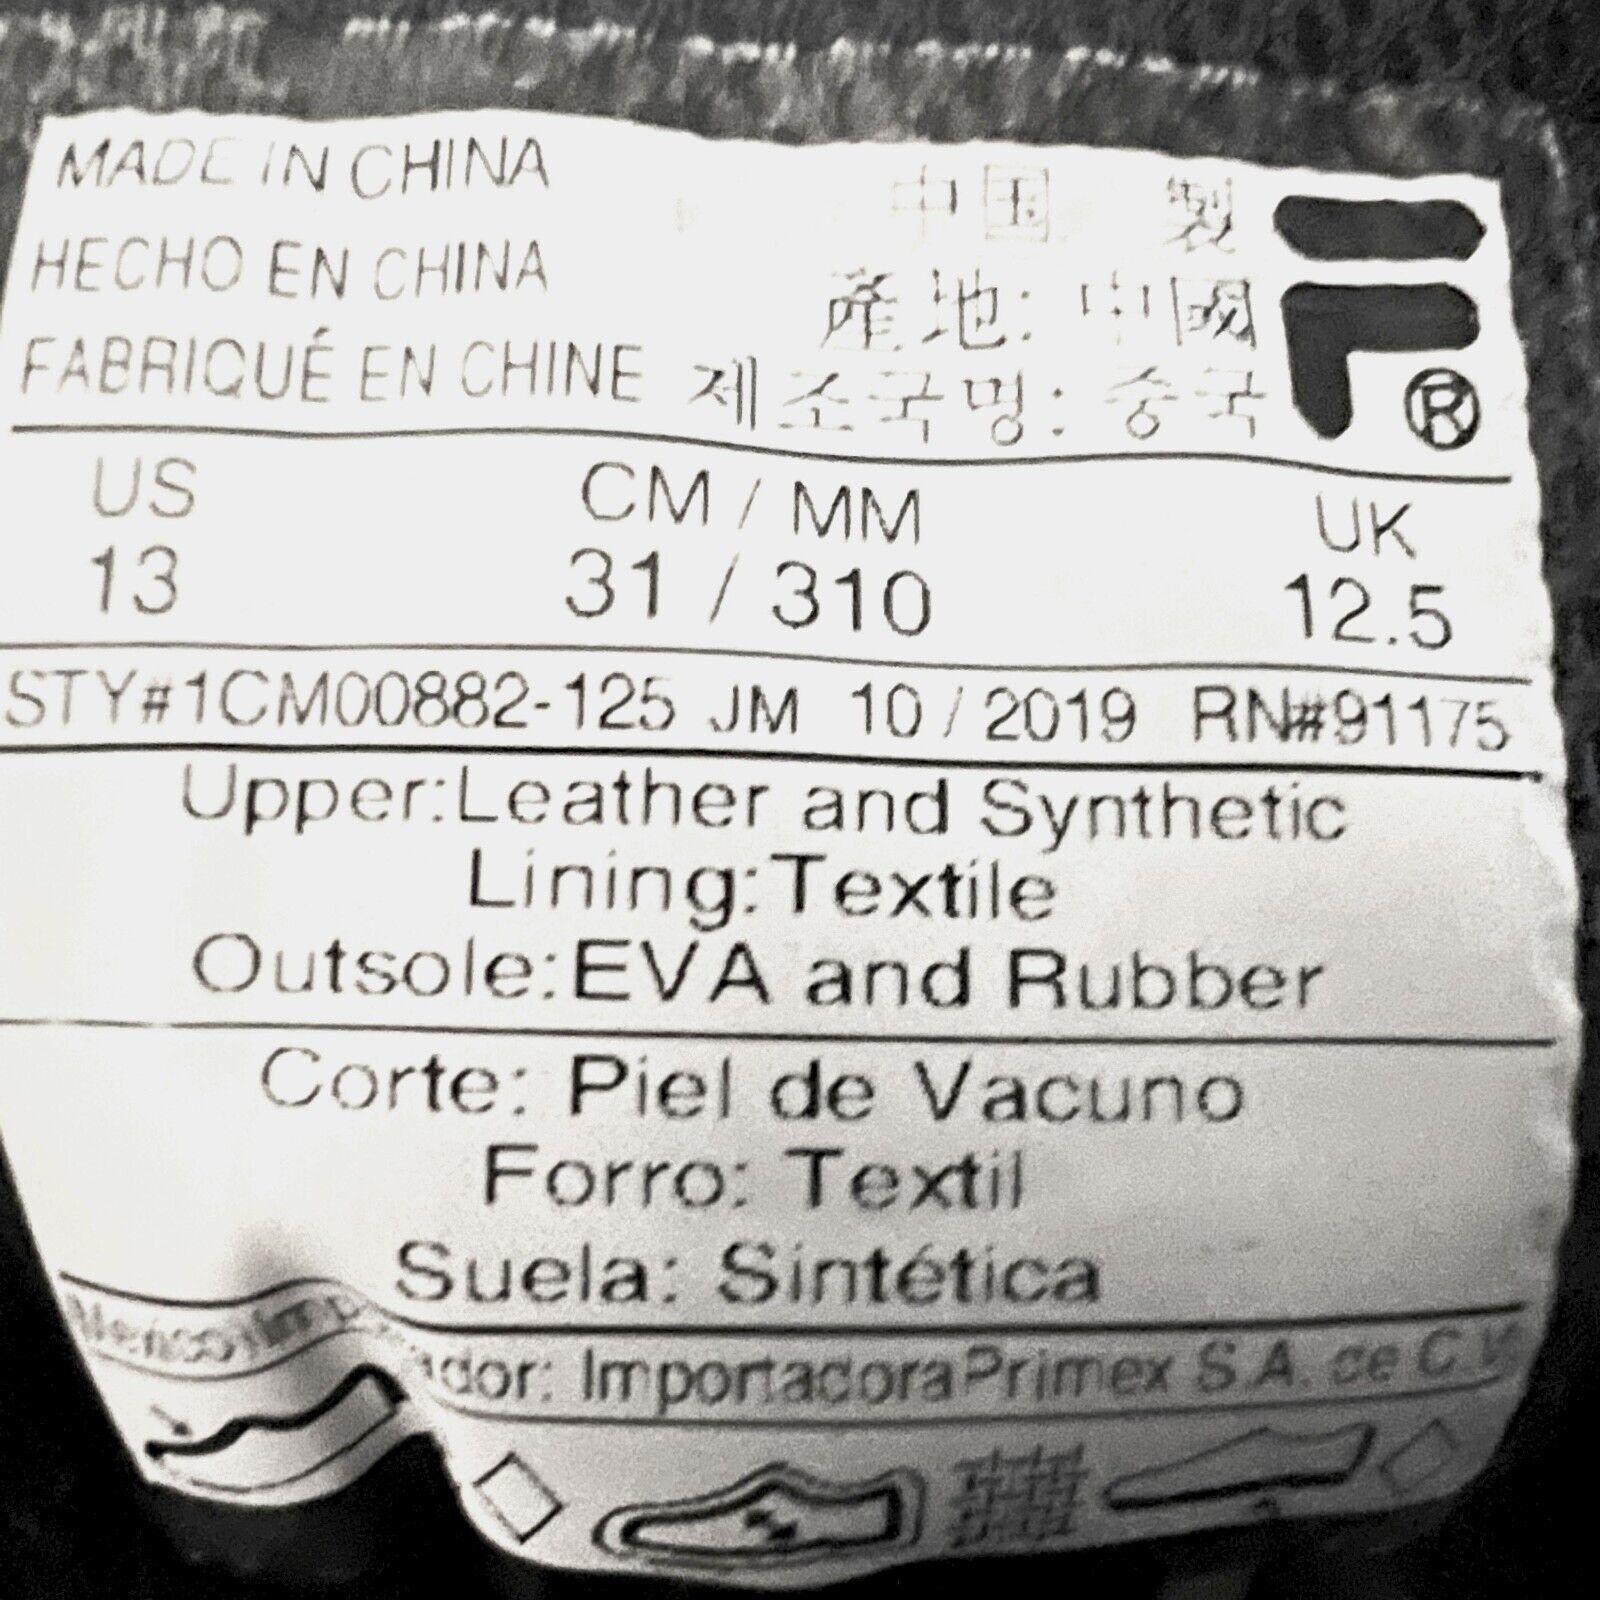 MADE IN CHINA 中国 製
HECHO EN CHINA 產地: 中國
FABRIQUÉ EN CHINE 제조국명: 중국
®
US CM / MM UK
13 31 / 310 12.5
STY#1CM00882-125 JM 10 / 2019 RN#91175
Upper:Leather and Synthetic
Lining:Textile
Outsole:EVA and Rubber
Corte: Piel de Vacuno
Forro: Textil
Suela: Sintética
Importadora Primex S.A. de C.V.